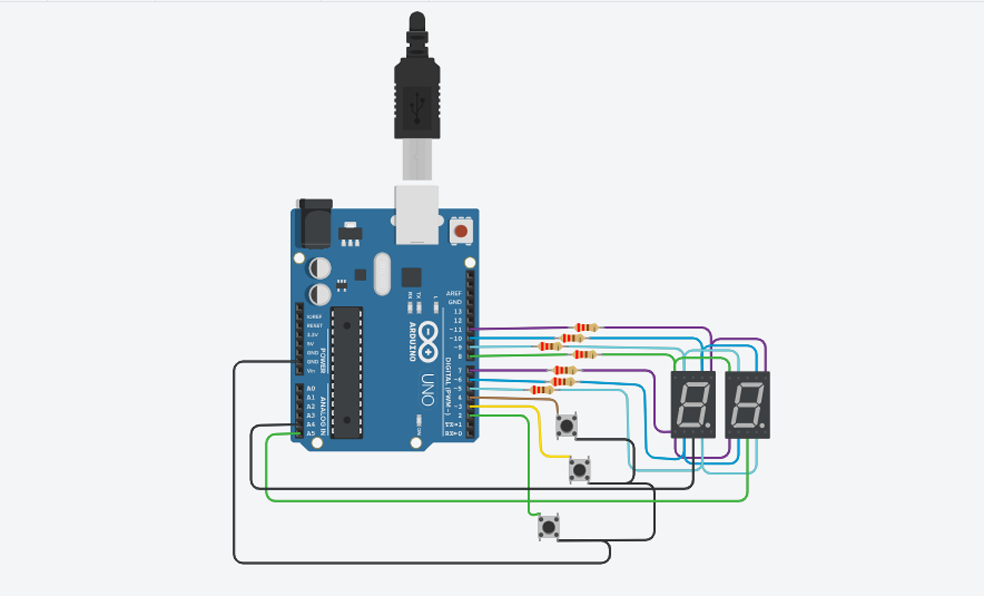 AREF
GND
13
12
~11
~10
~9
8
7
~6
~5
4
~3
2
TX→1
RX←0
DIGITAL (PWM~)
IOREF
RESET
3.3V
5V
GND
GND
Vin
POWER
A0
A1
A2
A3
A4
A5
ANALOG IN
RX
TX
L
ARDUINO
UNO
ON